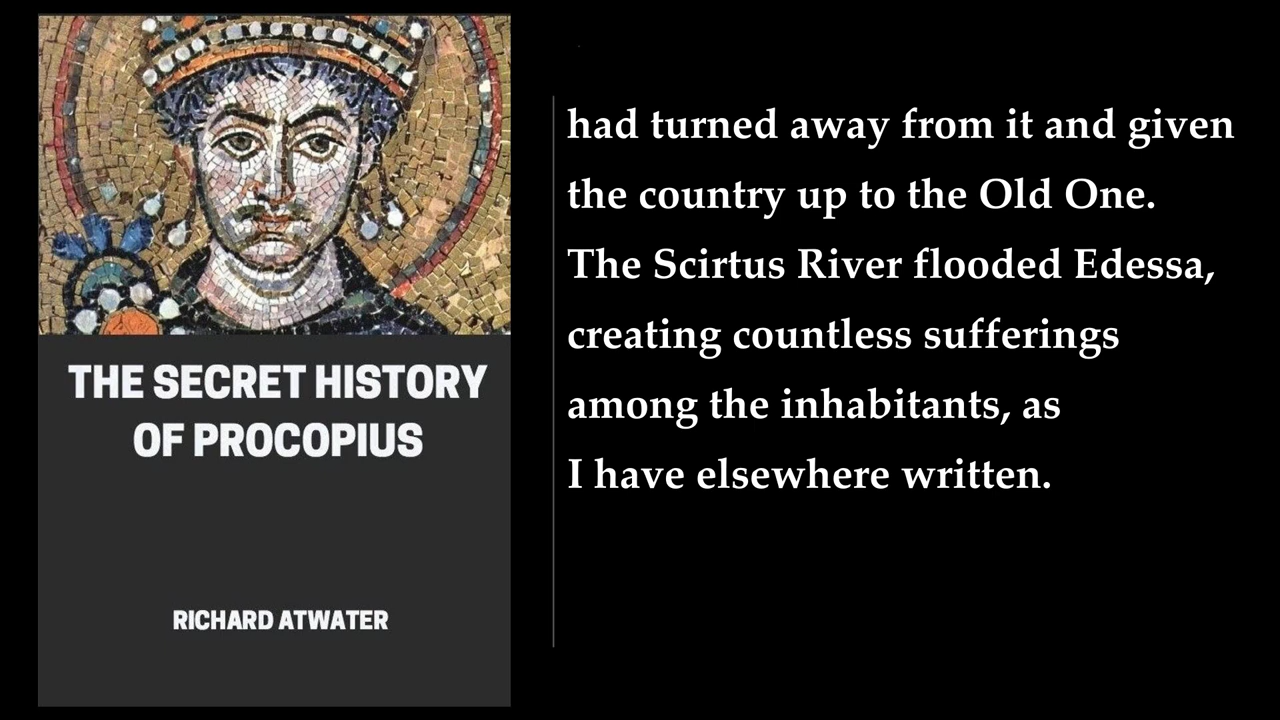 THE SECRET HISTORY
OF PROCOPIUS
RICHARD ATWATER
had turned away from it and given
the country up to the Old One.
The Scirtus River flooded Edessa,
creating countless sufferings
among the inhabitants, as
I have elsewhere written.